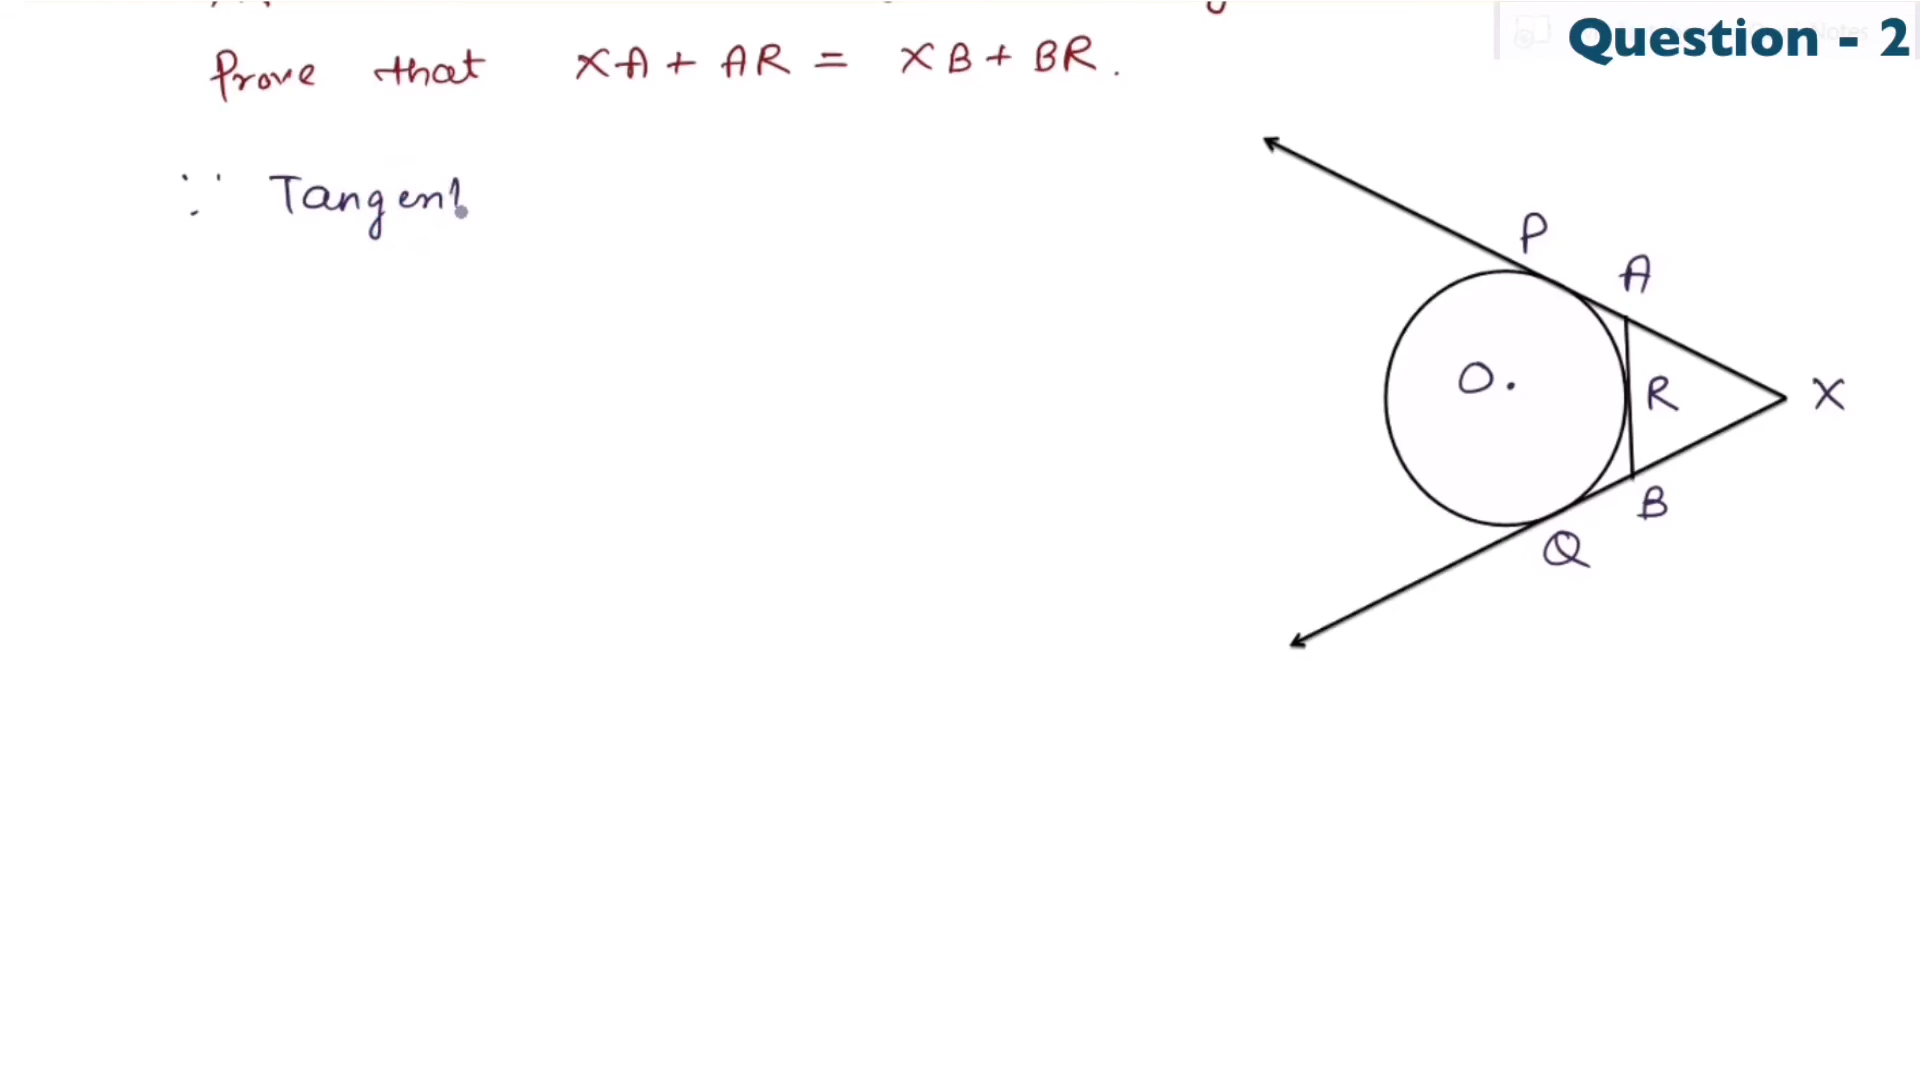 Question - 2
Prove that XA + AR = XB + BR.
∵ Tangent
P
A
O.
R
X
B
Q